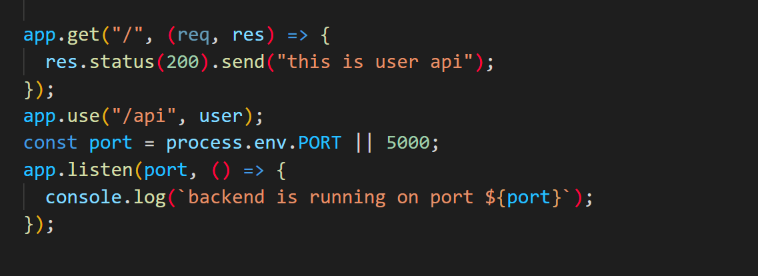 app.get("/", (req, res) => {
  res.status(200).send("this is user api");
});
app.use("/api", user);
const port = process.env.PORT || 5000;
app.listen(port, () => {
  console.log(`backend is running on port ${port}`);
});